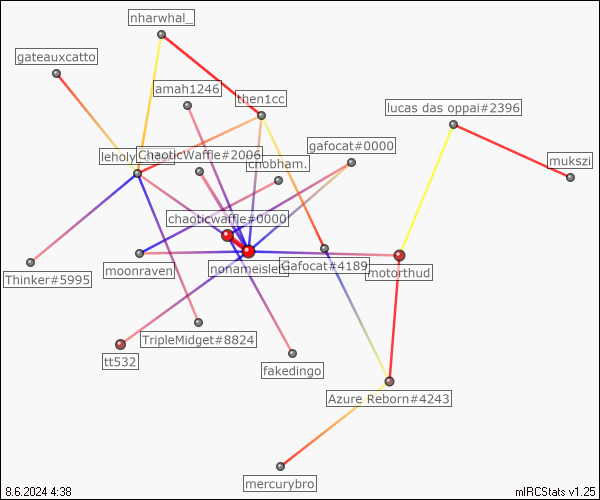 nharwhal_
gateauxcatto
amah1246
then1cc
lucas das oppai#2396
gafocat#0000
ChaoticWaffle#2006
chobham.
mukszi
chaoticwaffle#0000
Thinker#5995
moonraven
Gafocat#4189
motorthud
TripleMidget#8824
tt532
fakedingo
Azure Reborn#4243
mercurybro
8.6.2024 4:38
mIRCStats v1.25